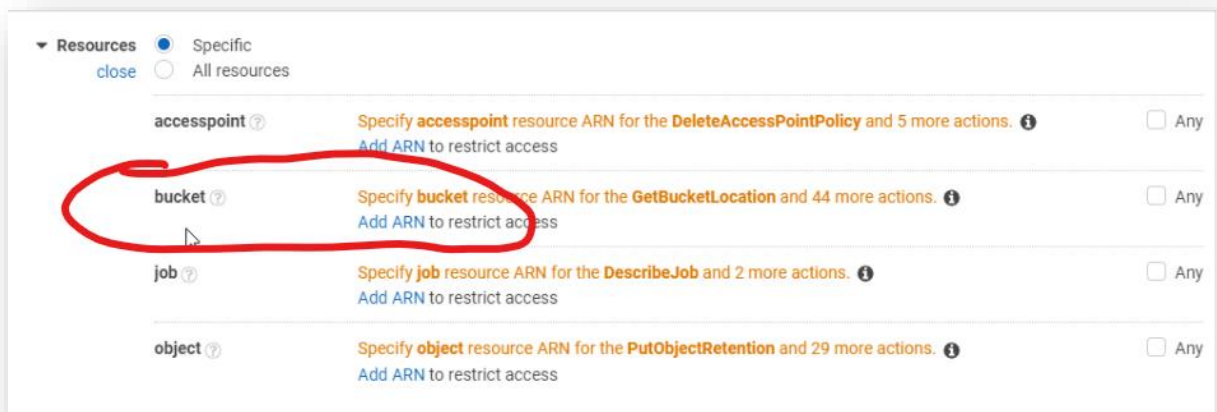 Resources Specific
close All resources
accesspoint Specify accesspoint resource ARN for the DeleteAccessPointPolicy and 5 more actions. Any
Add ARN to restrict access
bucket Specify bucket resource ARN for the GetBucketLocation and 44 more actions. Any
Add ARN to restrict access
job Specify job resource ARN for the DescribeJob and 2 more actions. Any
Add ARN to restrict access
object Specify object resource ARN for the PutObjectRetention and 29 more actions. Any
Add ARN to restrict access